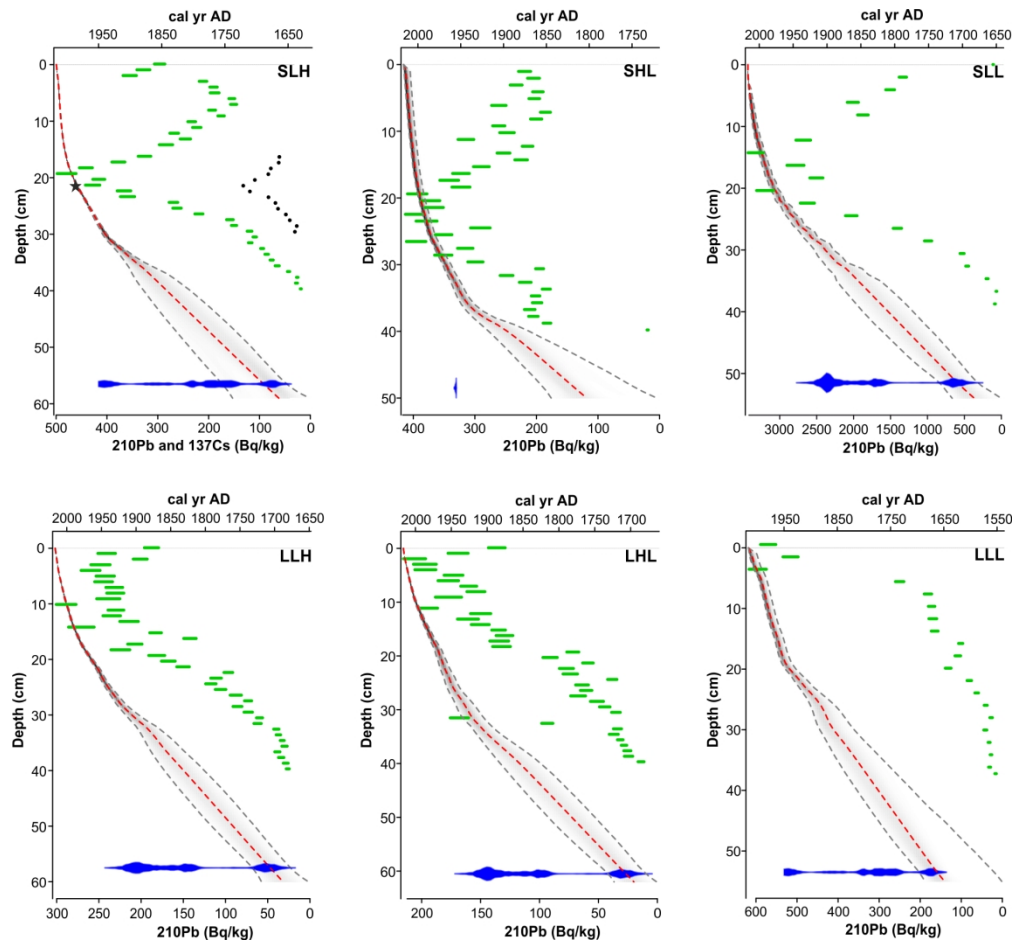 cal yr AD
1950 1850 1750 1650
SLH
0
10
20
30
40
50
60
Depth (cm)
500 400 300 200 100 0
210Pb and 137Cs (Bq/kg)
cal yr AD
2000 1950 1900 1850 1800 1750
SHL
0
10
20
30
40
50
Depth (cm)
400 300 200 100 0
210Pb (Bq/kg)
cal yr AD
2000 1950 1900 1850 1800 1750 1700 1650
SLL
0
10
20
30
40
50
Depth (cm)
3000 2500 2000 1500 1000 500 0
210Pb (Bq/kg)
cal yr AD
2000 1950 1900 1850 1800 1750 1700 1650
LLH
0
10
20
30
40
50
60
Depth (cm)
300 250 200 150 100 50 0
210Pb (Bq/kg)
cal yr AD
2000 1950 1900 1850 1800 1750 1700
LHL
0
10
20
30
40
50
60
Depth (cm)
200 150 100 50 0
210Pb (Bq/kg)
cal yr AD
1950 1850 1750 1650 1550
LLL
0
10
20
30
40
50
Depth (cm)
600 500 400 300 200 100 0
210Pb (Bq/kg)